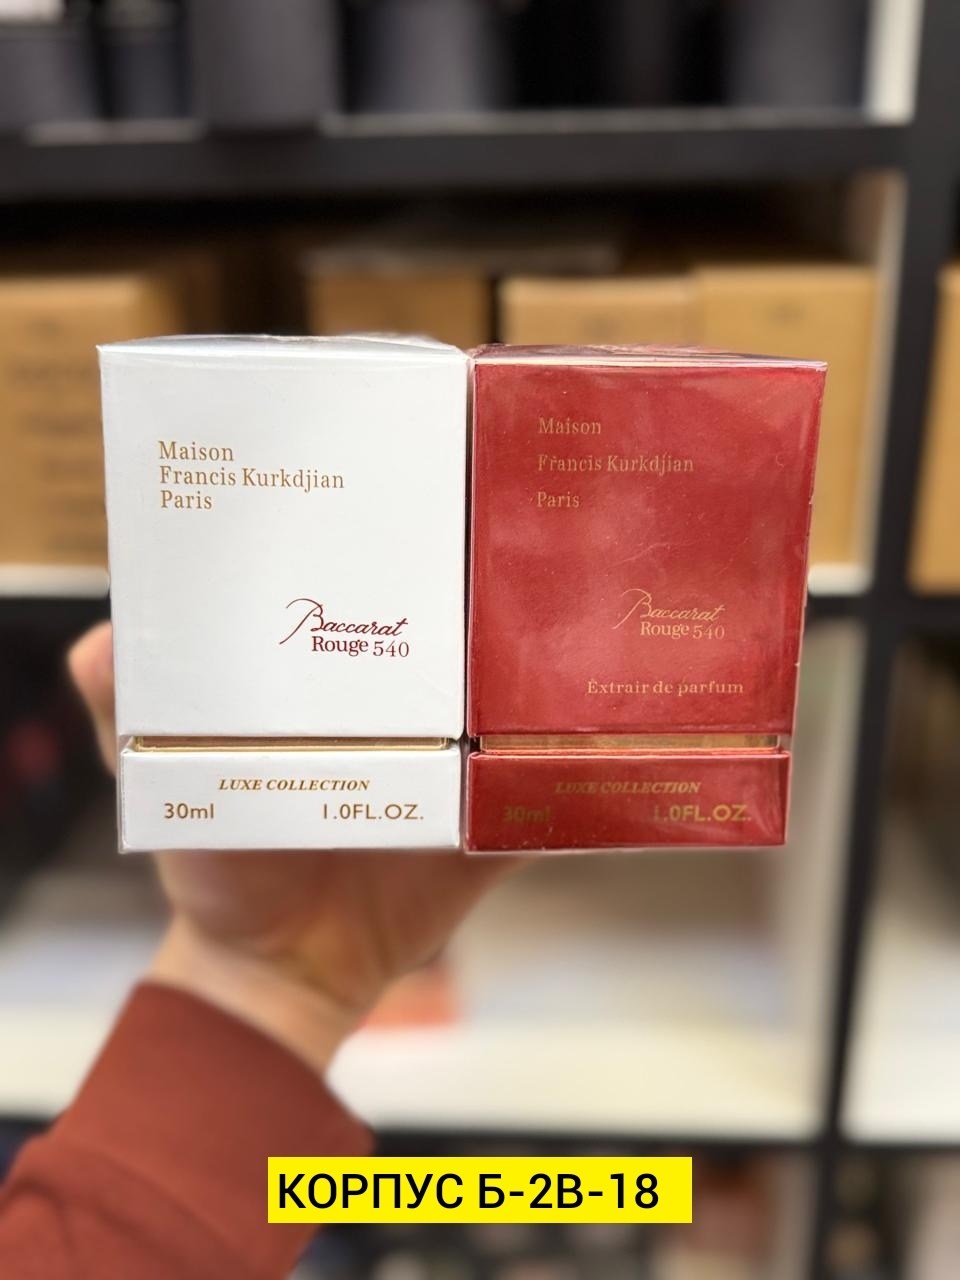 Maison
Francis Kurkdjian
Paris
Baccarat
Rouge 540
LUXE COLLECTION
30ml 1.0FL.OZ.
Maison
Francis Kurkdjian
Paris
Baccarat
Rouge 540
Extrait de parfum
LUXE COLLECTION
30ml 1.0FL.OZ.
КОРПУС Б-2В-18